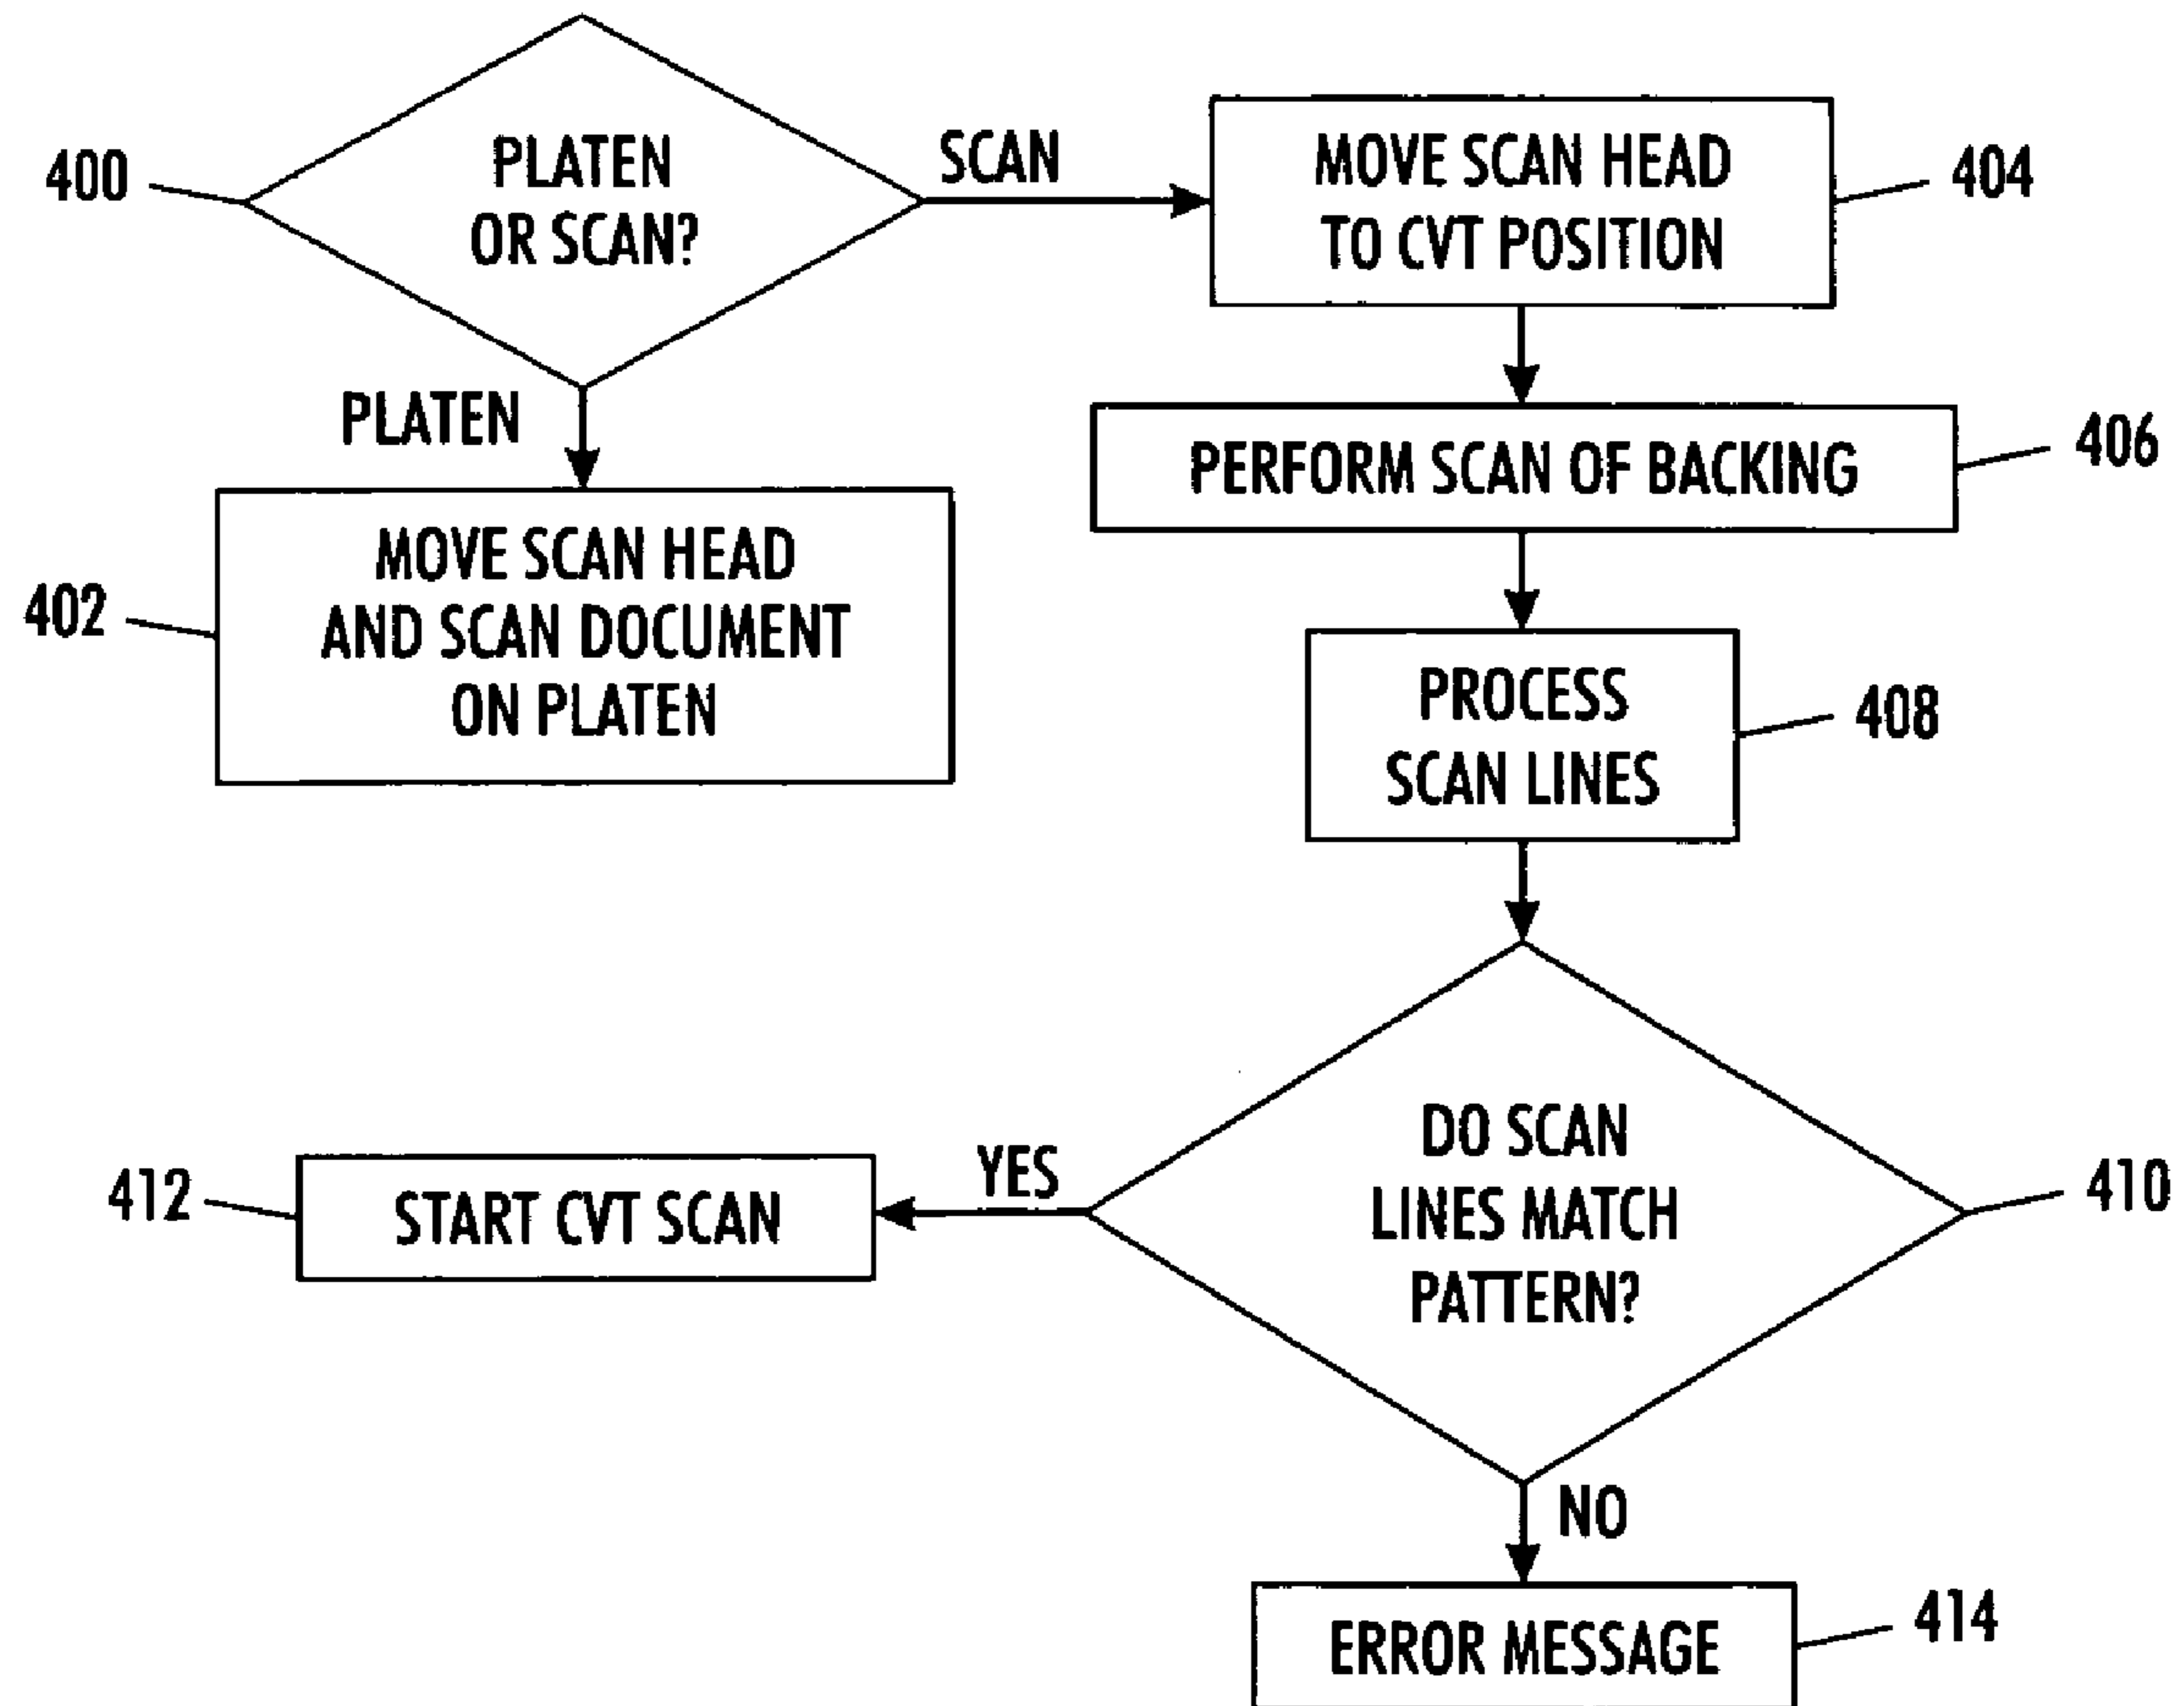 400
PLATEN
OR SCAN?
SCAN
MOVE SCAN HEAD
TO CVT POSITION
404
PLATEN
PERFORM SCAN OF BACKING
406
402
MOVE SCAN HEAD
AND SCAN DOCUMENT
ON PLATEN
PROCESS
SCAN LINES
408
DO SCAN
LINES MATCH
PATTERN?
410
YES
412
START CVT SCAN
NO
ERROR MESSAGE
414